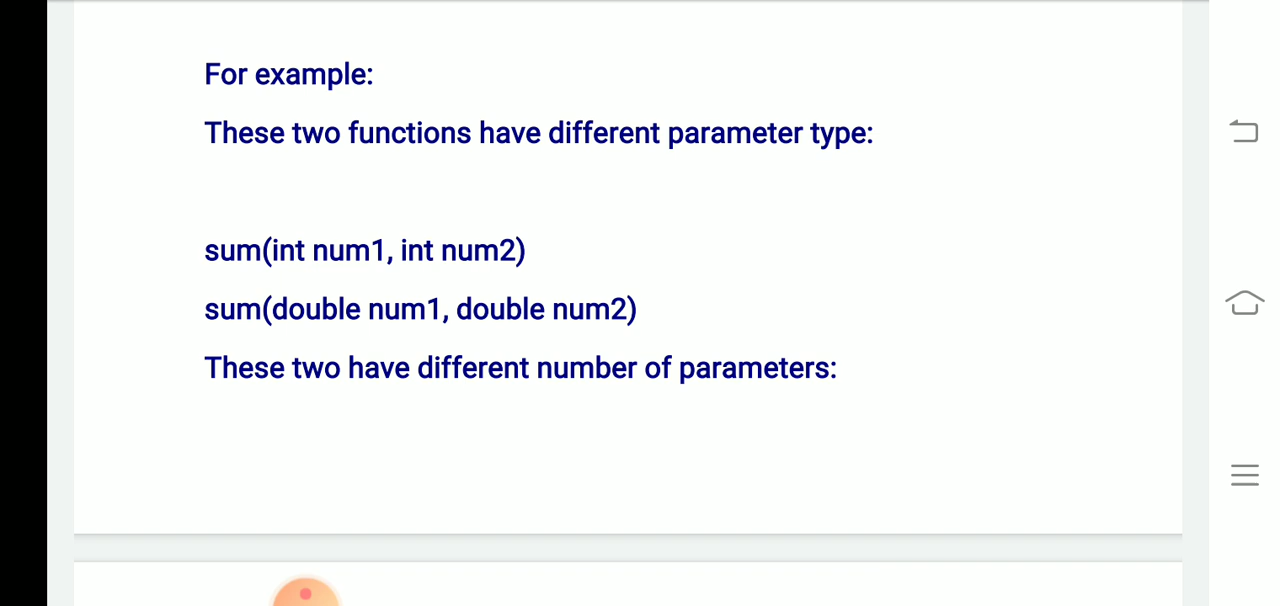 For example:
These two functions have different parameter type:
sum(int num1, int num2)
sum(double num1, double num2)
These two have different number of parameters: